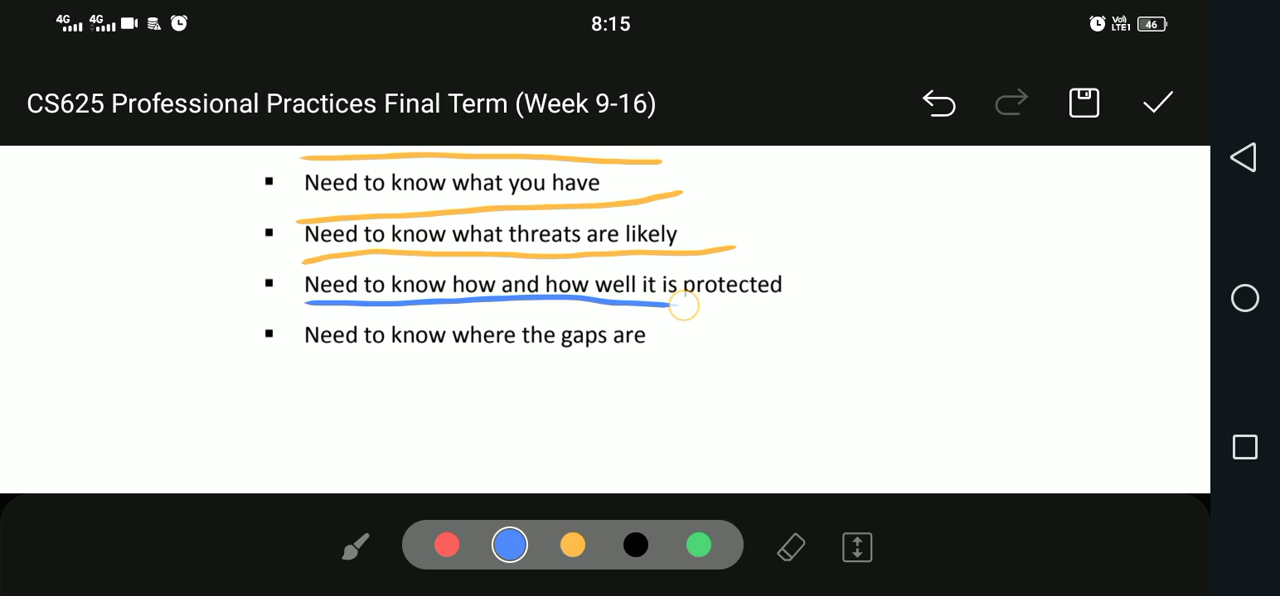 4G 4G 8:15 Vo) LTE1 46
CS625 Professional Practices Final Term (Week 9-16)
▪ Need to know what you have
▪ Need to know what threats are likely
▪ Need to know how and how well it is protected
▪ Need to know where the gaps are